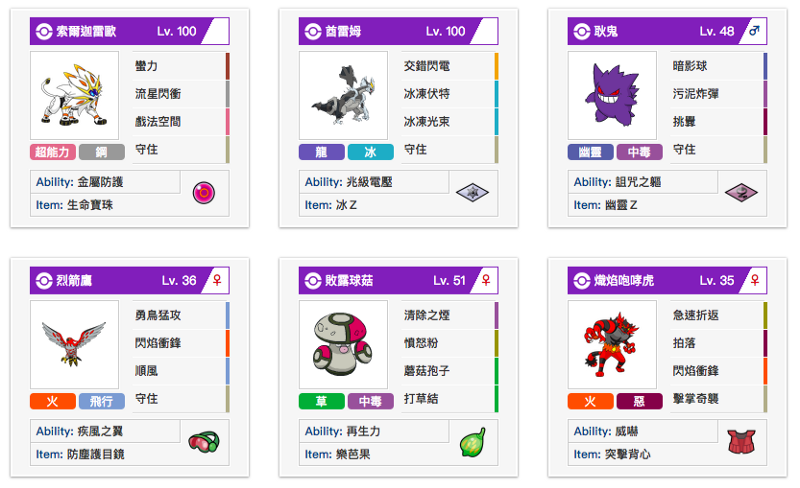 索爾迦雷歐 Lv. 100
蠻力
流星閃衝
戲法空間
守住
超能力 鋼
Ability: 金屬防護
Item: 生命寶珠
酋雷姆 Lv. 100
交錯閃電
冰凍伏特
冰凍光束
守住
龍 冰
Ability: 兆級電壓
Item: 冰Ｚ
耿鬼 Lv. 48 ♂
暗影球
污泥炸彈
挑釁
守住
幽靈 中毒
Ability: 詛咒之軀
Item: 幽靈Ｚ
烈箭鷹 Lv. 36 ♀
勇鳥猛攻
閃焰衝鋒
順風
守住
火 飛行
Ability: 疾風之翼
Item: 防塵護目鏡
敗露球菇 Lv. 51 ♀
清除之煙
憤怒粉
蘑菇孢子
打草結
草 中毒
Ability: 再生力
Item: 樂芭果
熾焰咆哮虎 Lv. 35 ♀
急速折返
拍落
閃焰衝鋒
擊掌奇襲
火 惡
Ability: 威嚇
Item: 突擊背心